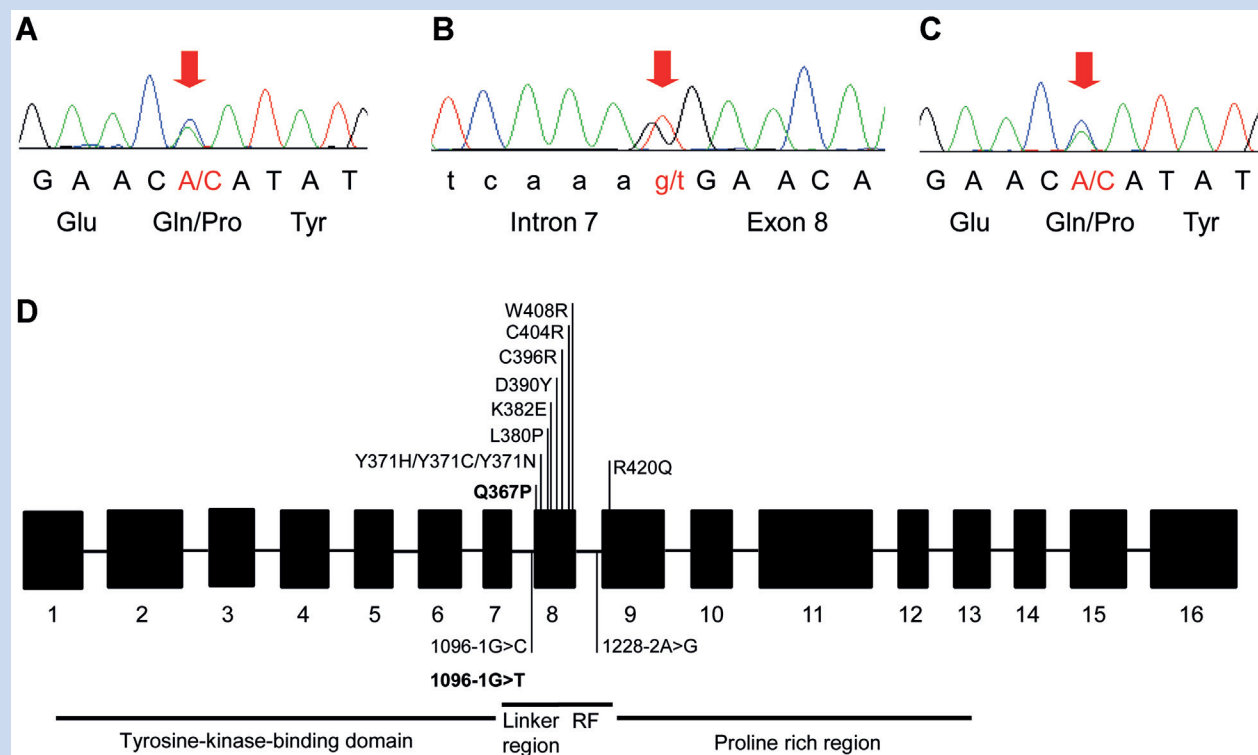 A
B
C
G A A C A/C A T A T
t c a a a g/t G A A C A
G A A C A/C A T A T
Glu Gln/Pro Tyr
Intron 7 Exon 8
Glu Gln/Pro Tyr
D
W408R
C404R
C396R
D390Y
K382E
L380P
Y371H/Y371C/Y371N
R420Q
Q367P
1 2 3 4 5 6 7 8 9 10 11 12 13 14 15 16
1096-1G>C
1228-2A>G
1096-1G>T
Linker RF
region
Tyrosine-kinase-binding domain
Proline rich region